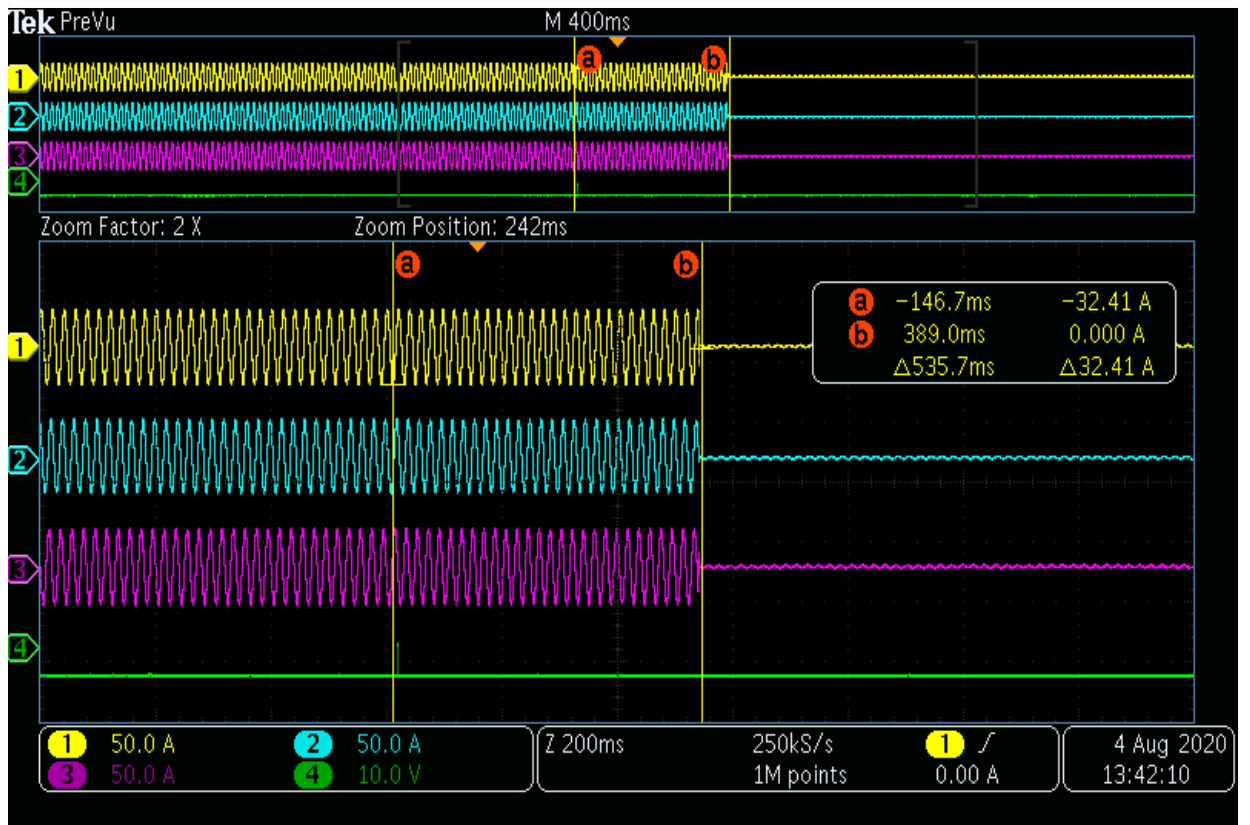 Tek PreVu M 400ms
a b
1
2
3
4
Zoom Factor: 2 X Zoom Position: 242ms
a b
a −146.7ms −32.41 A
b 389.0ms 0.000 A
Δ535.7ms Δ32.41 A
1
2
3
4
1 50.0 A 2 50.0 A Z 200ms 250kS/s 1 4 Aug 2020
3 50.0 A 4 10.0 V 1M points 0.00 A 13:42:10